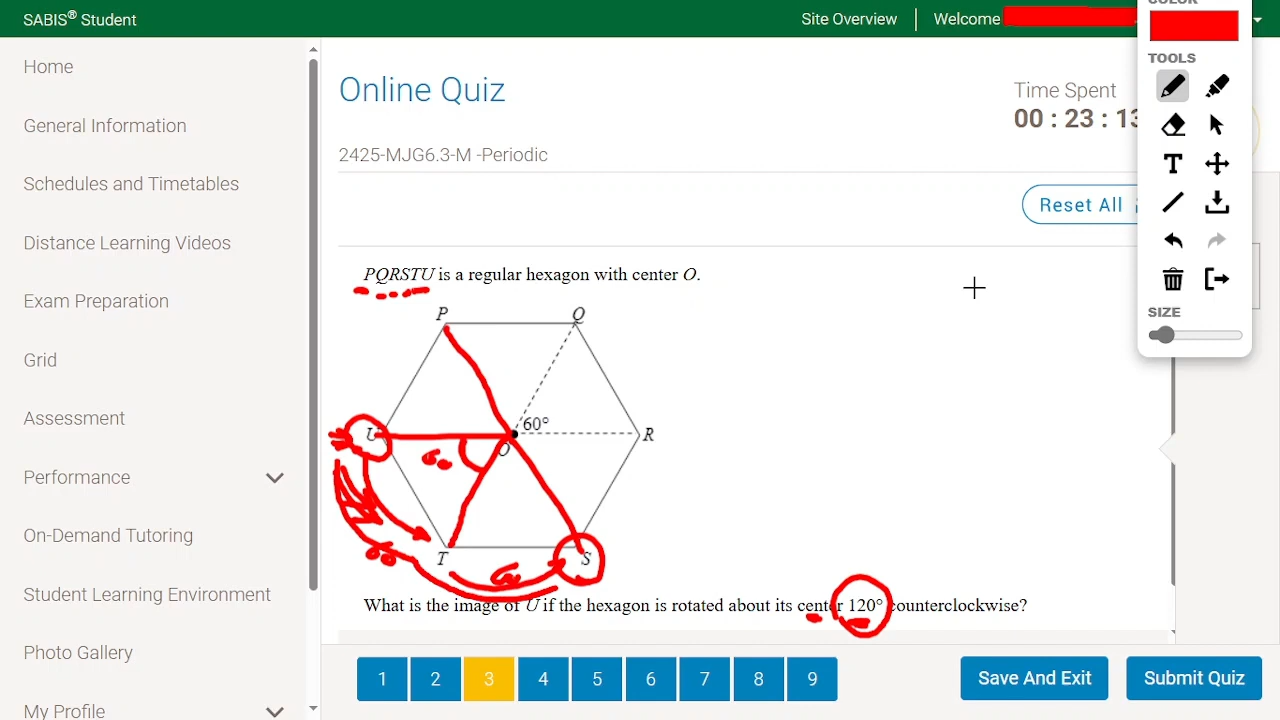 SABIS® Student
Site Overview
Welcome
COLOR
TOOLS
T
SIZE
Home
General Information
Schedules and Timetables
Distance Learning Videos
Exam Preparation
Grid
Assessment
Performance
On-Demand Tutoring
Student Learning Environment
Photo Gallery
My Profile
Online Quiz
Time Spent
00 : 23 : 13
2425-MJG6.3-M -Periodic
Reset All
PQRSTU is a regular hexagon with center O.
P
Q
60°
U
R
O
T
S
What is the image of U if the hexagon is rotated about its center 120° counterclockwise?
1 2 3 4 5 6 7 8 9
Save And Exit
Submit Quiz